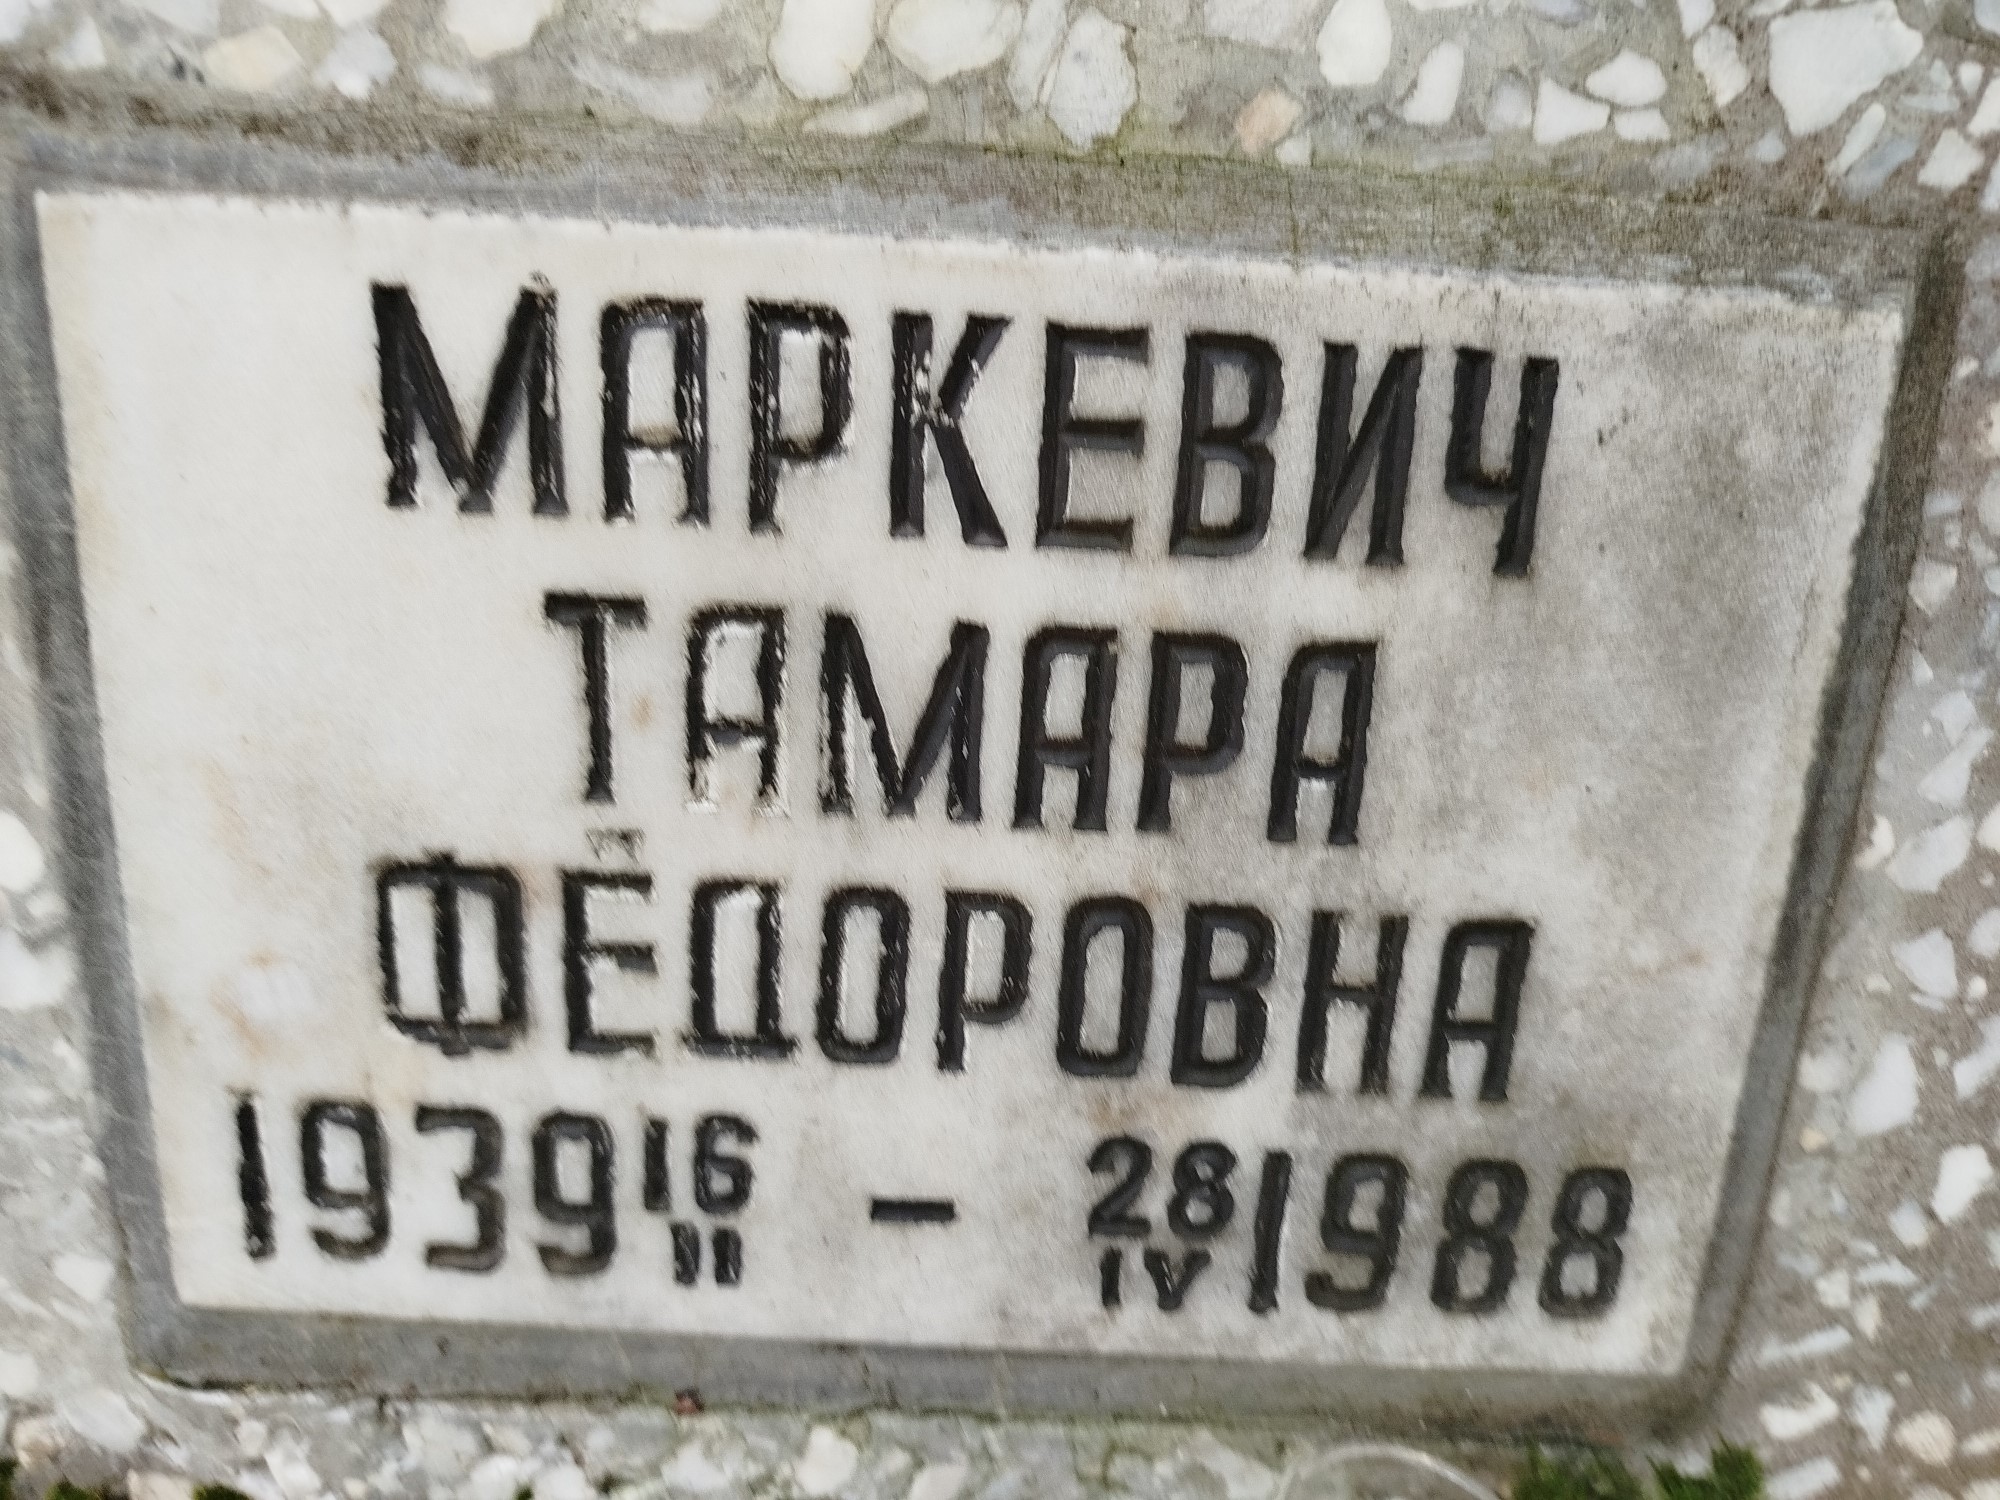 МАРКЕВИЧ
ТАМАРА
ФЁДОРОВНА
1939 16/II – 28/IV 1988